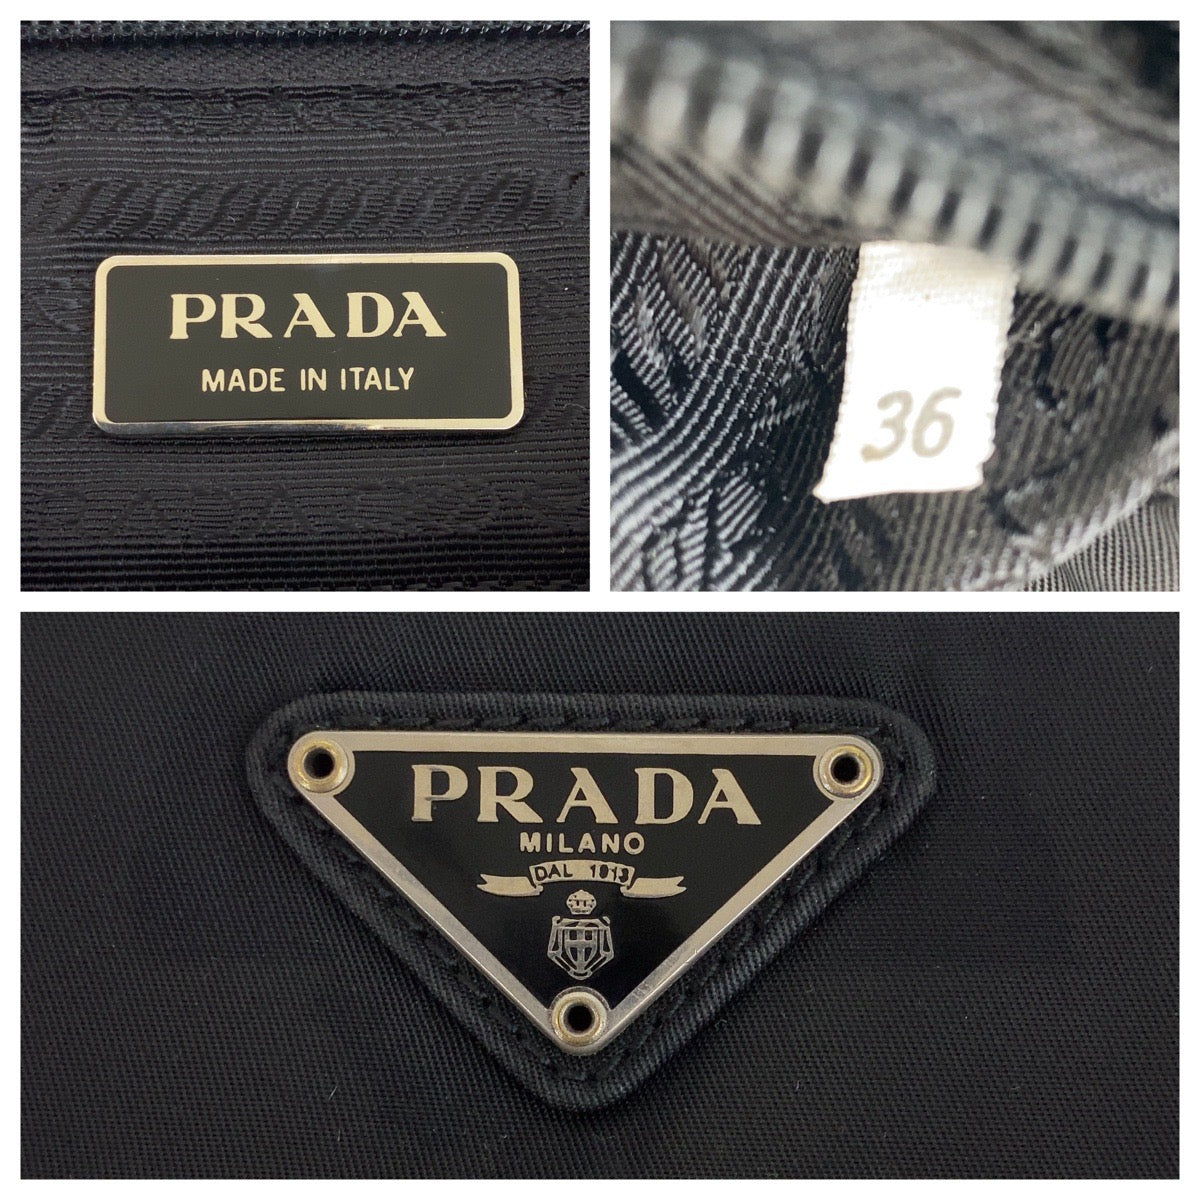 PRADA
MADE IN ITALY
36
PRADA
MILANO
DAL 1913